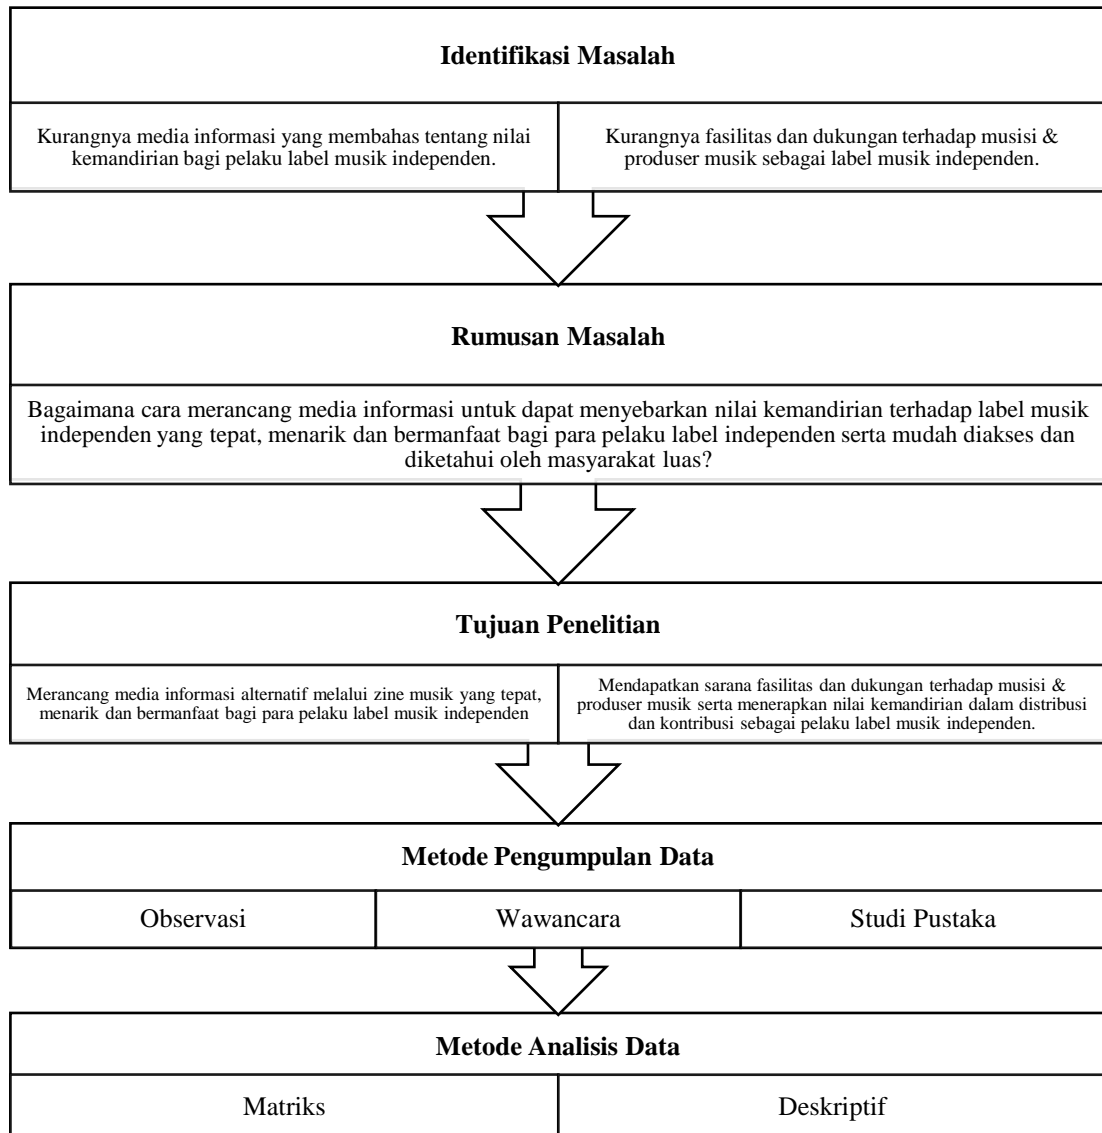 Identifikasi Masalah
Kurangnya media informasi yang membahas tentang nilai
kemandirian bagi pelaku label musik independen.
Kurangnya fasilitas dan dukungan terhadap musisi &
produser musik sebagai label musik independen.
Rumusan Masalah
Bagaimana cara merancang media informasi untuk dapat menyebarkan nilai kemandirian terhadap label musik
independen yang tepat, menarik dan bermanfaat bagi para pelaku label independen serta mudah diakses dan
diketahui oleh masyarakat luas?
Tujuan Penelitian
Merancang media informasi alternatif melalui zine musik yang tepat,
menarik dan bermanfaat bagi para pelaku label musik independen
Mendapatkan sarana fasilitas dan dukungan terhadap musisi &
produser musik serta menerapkan nilai kemandirian dalam distribusi
dan kontribusi sebagai pelaku label musik independen.
Metode Pengumpulan Data
Observasi
Wawancara
Studi Pustaka
Metode Analisis Data
Matriks
Deskriptif